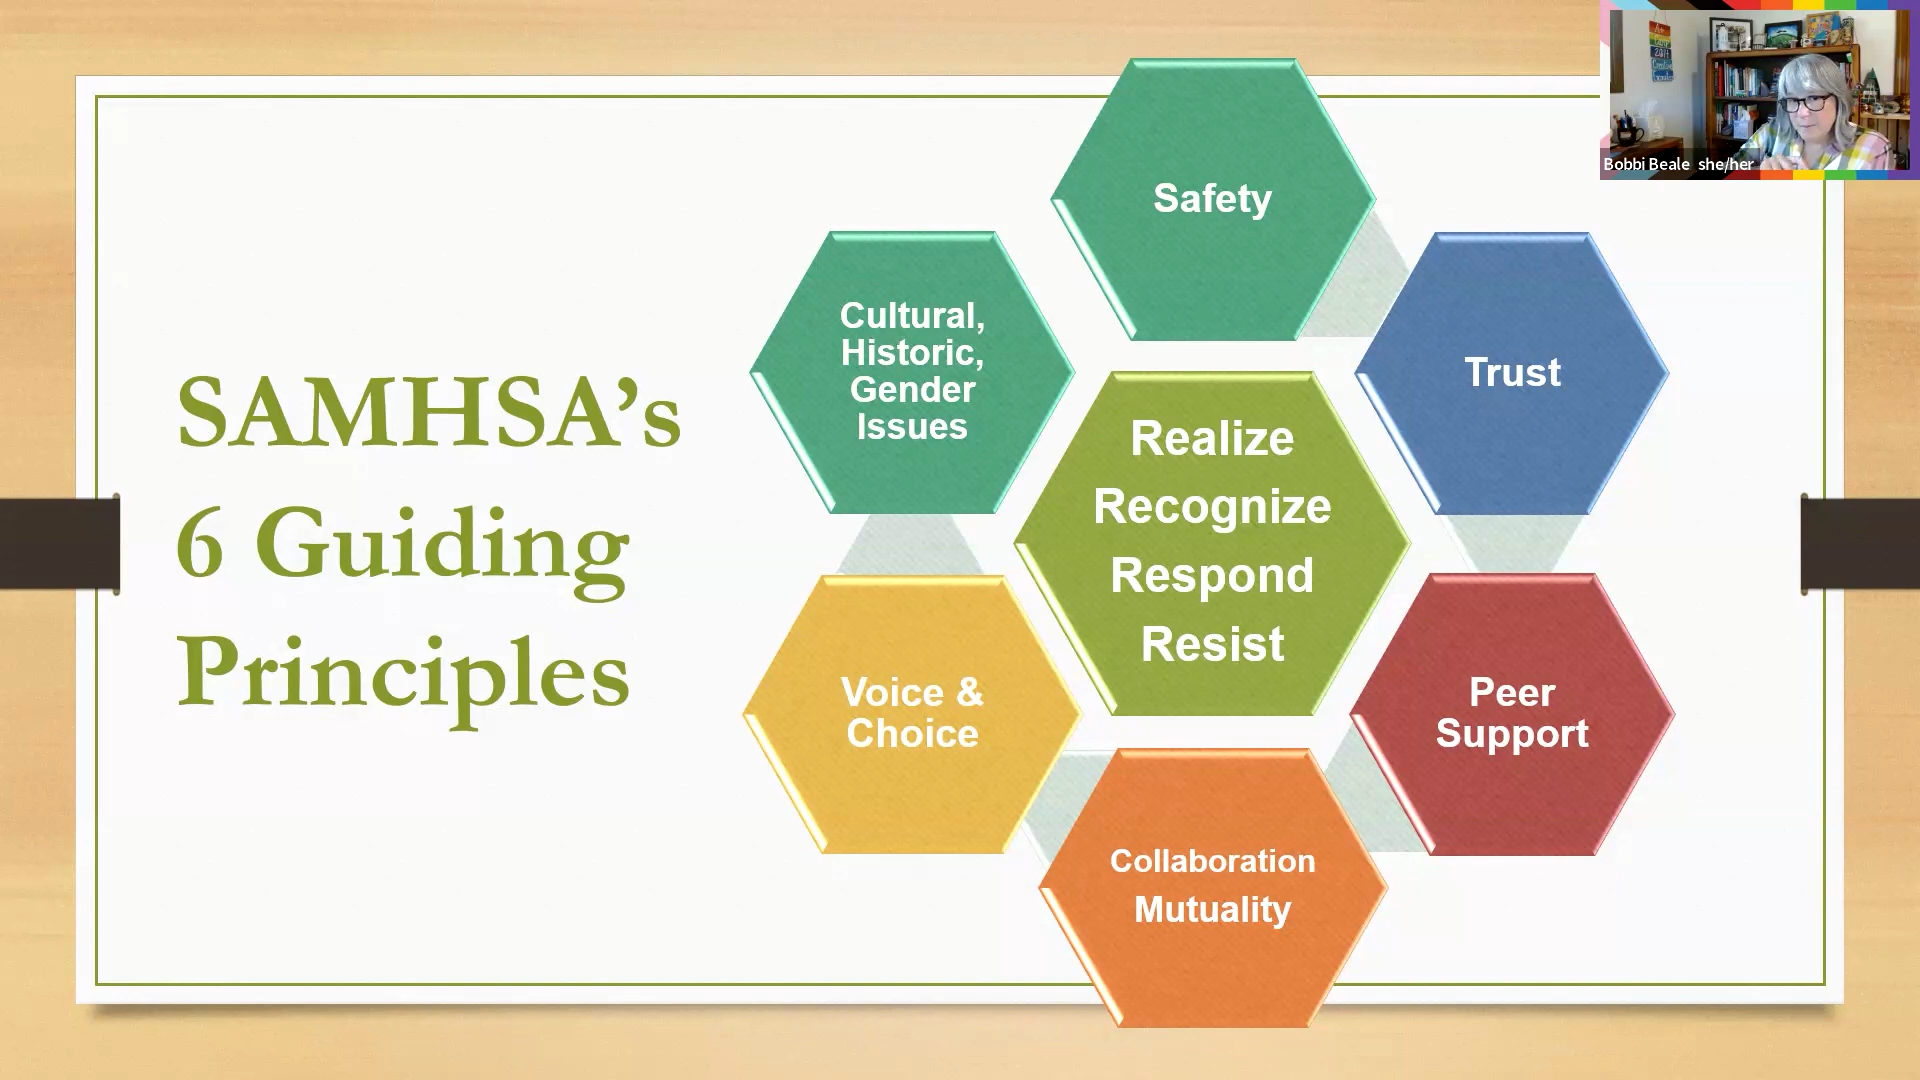 SAMHSA’s
6 Guiding
Principles
Safety
Trust
Peer
Support
Collaboration
Mutuality
Voice &
Choice
Cultural,
Historic,
Gender
Issues
Realize
Recognize
Respond
Resist
Bobbi Beale she/her